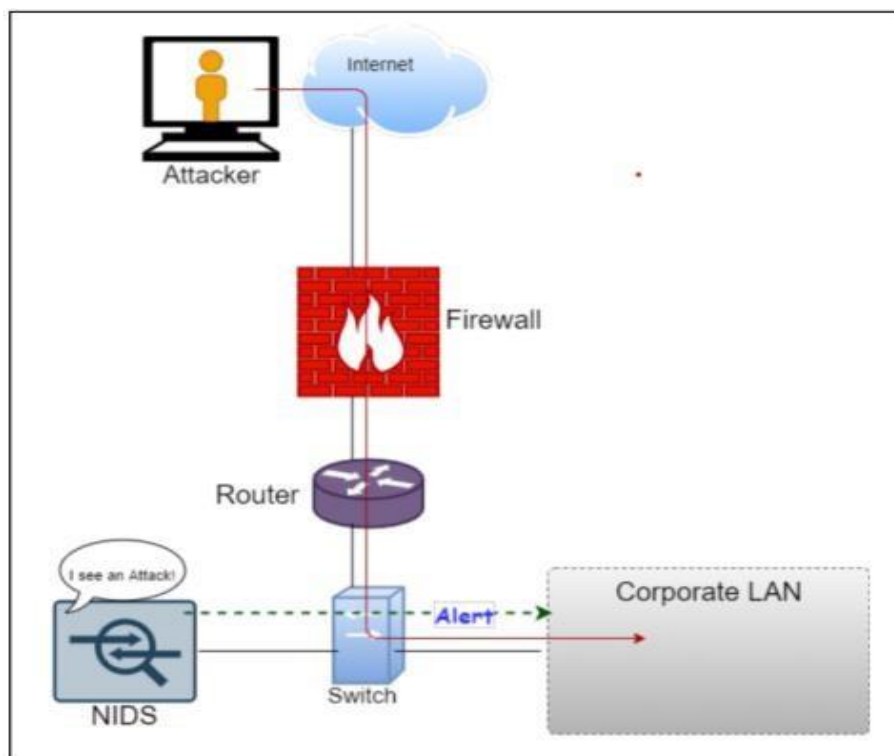 Internet
Attacker
Firewall
Router
I see an Attack!
Alert
Corporate LAN
Switch
NIDS